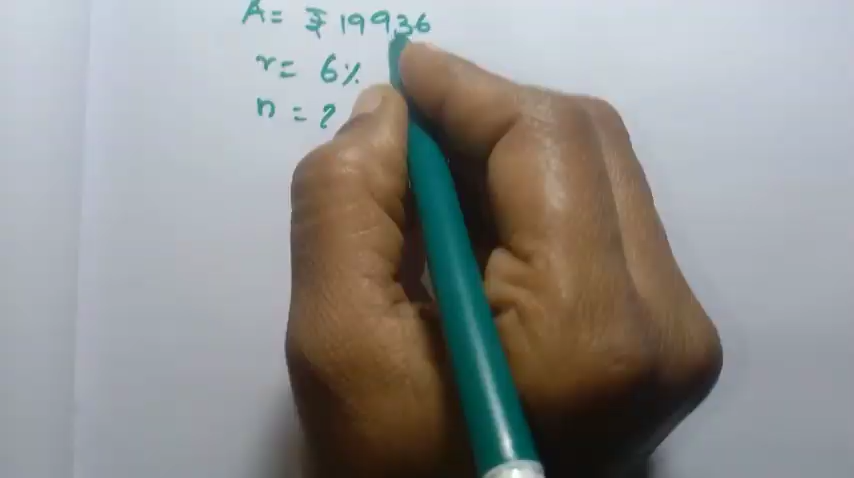 A = ₹ 19936
r = 6%
n = ?